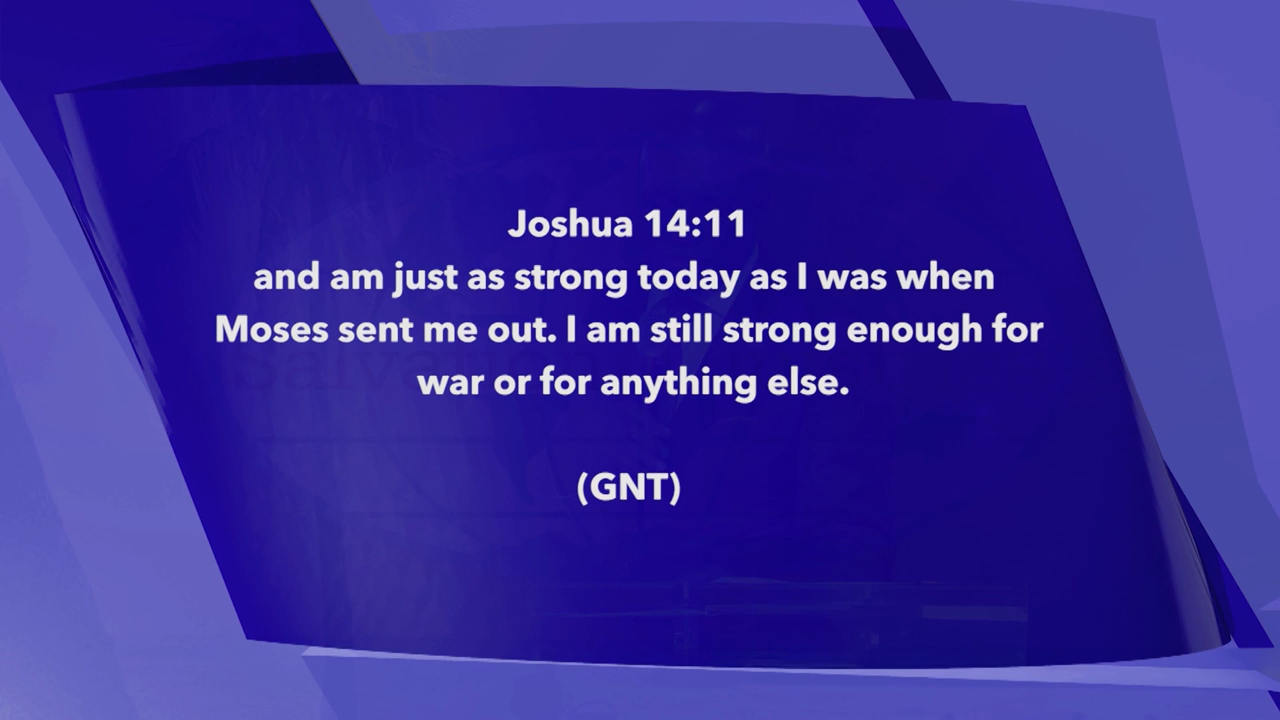 Joshua 14:11
and am just as strong today as I was when
Moses sent me out. I am still strong enough for
war or for anything else.
(GNT)